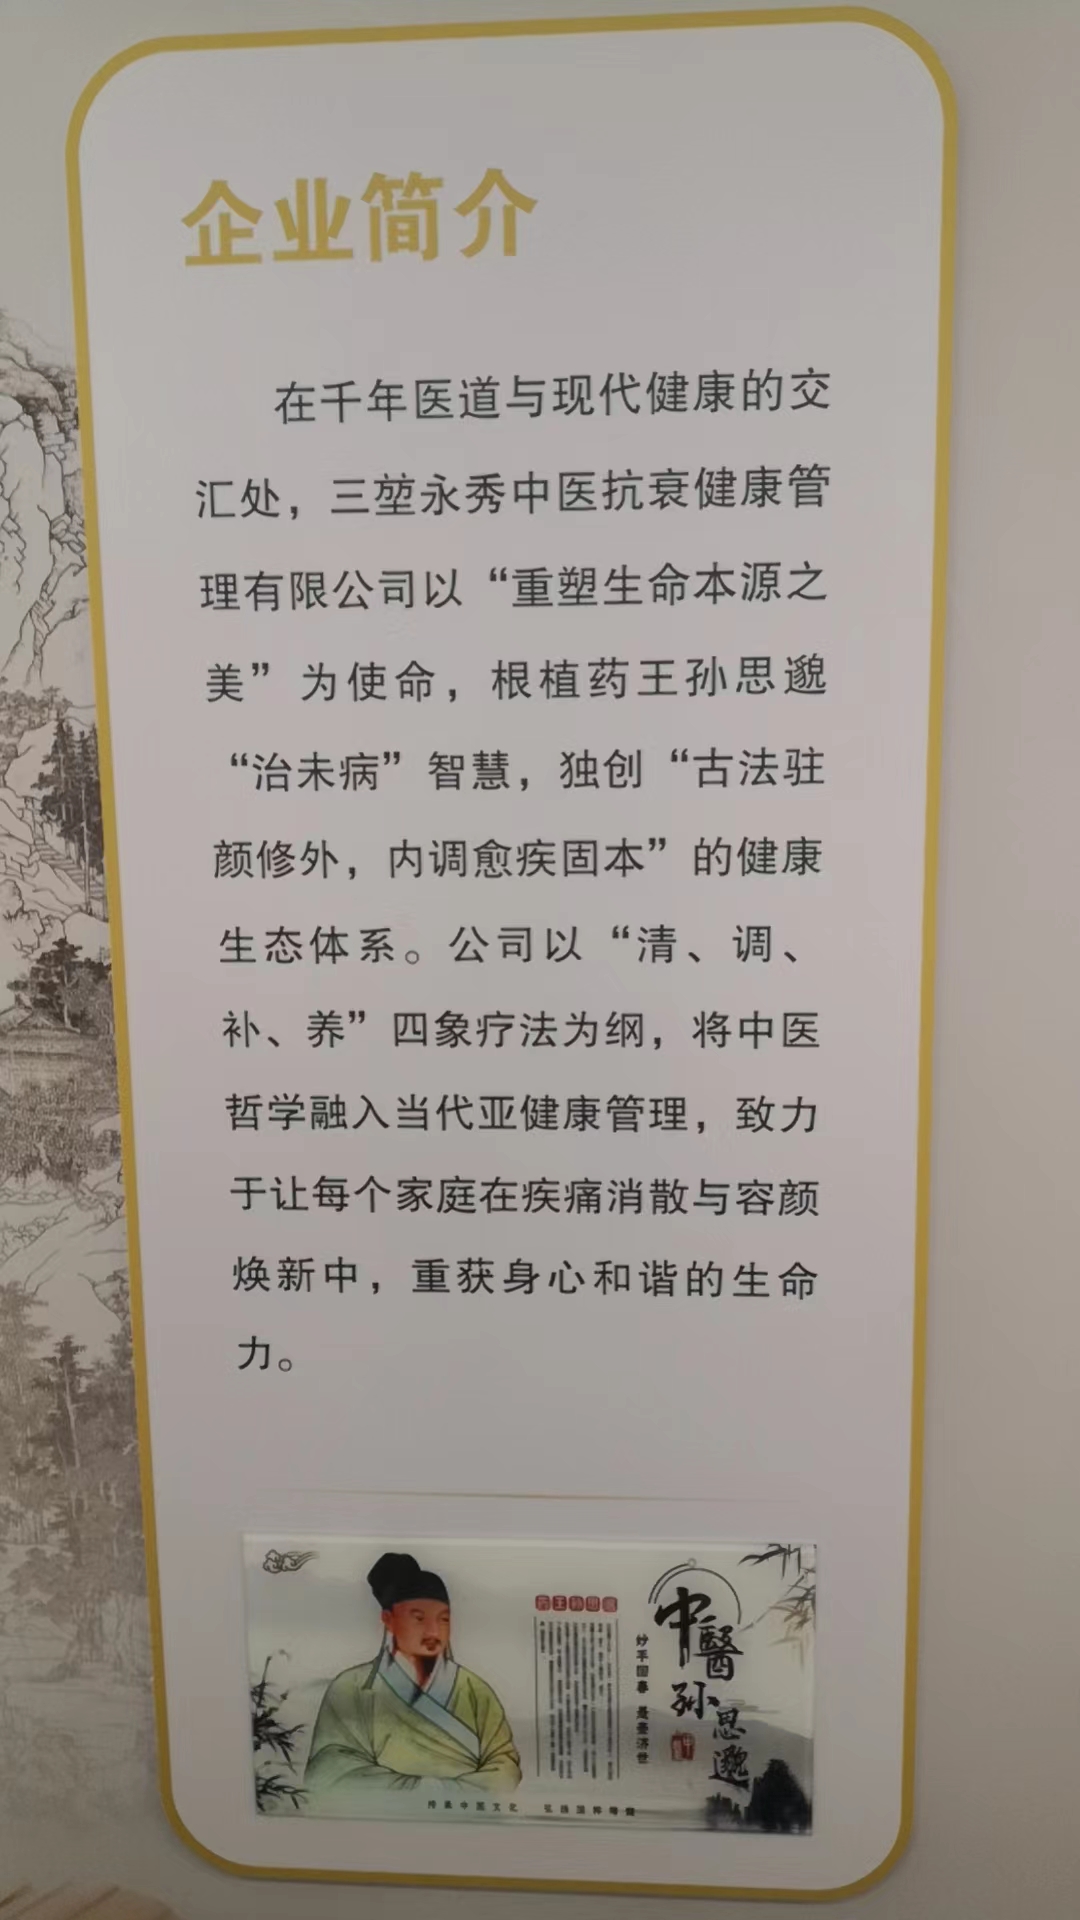 企业简介
在千年医道与现代健康的交
汇处，三堃永秀中医抗衰健康管
理有限公司以“重塑生命本源之
美”为使命，根植药王孙思邈
“治未病”智慧，独创“古法驻
颜修外，内调愈疾固本”的健康
生态体系。公司以“清、调、
补、养”四象疗法为纲，将中医
哲学融入当代亚健康管理，致力
于让每个家庭在疾痛消散与容颜
焕新中，重获身心和谐的生命
力。
中醫
孙思邈
药王孙思邈
妙手回春 悬壶济世
传承中医文化 弘扬国粹